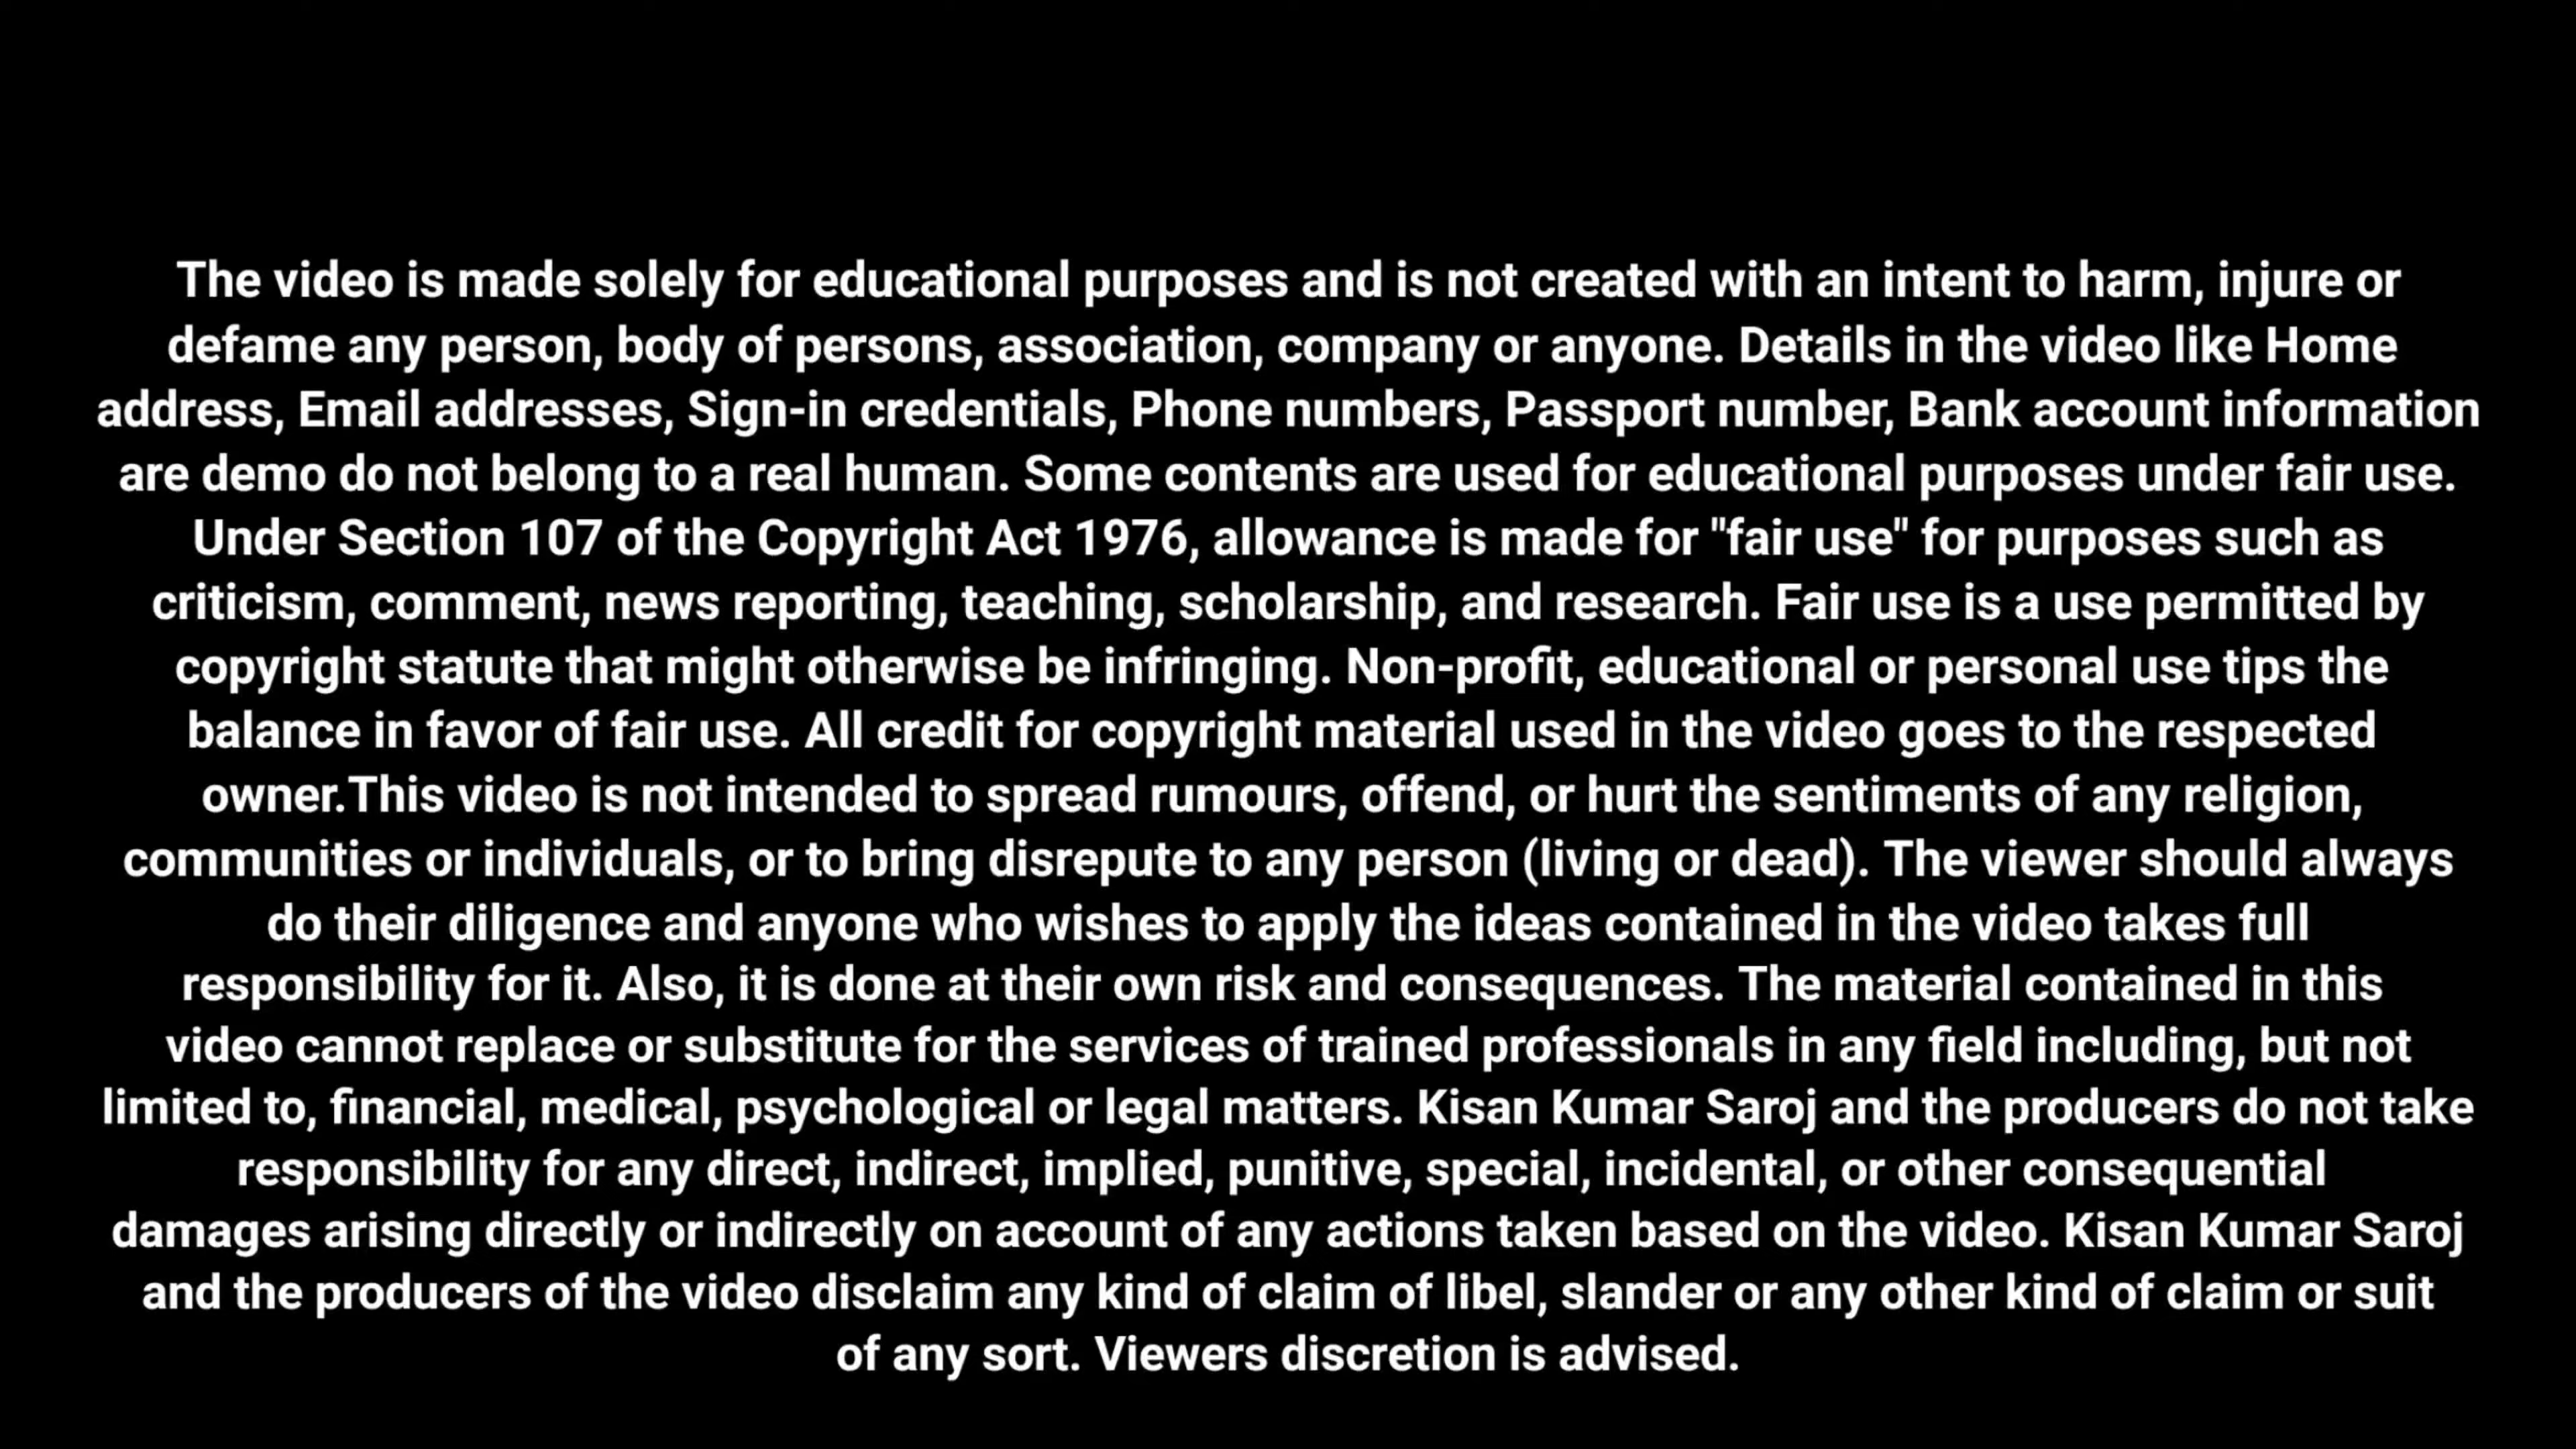 The video is made solely for educational purposes and is not created with an intent to harm, injure or
defame any person, body of persons, association, company or anyone. Details in the video like Home
address, Email addresses, Sign-in credentials, Phone numbers, Passport number, Bank account information
are demo do not belong to a real human. Some contents are used for educational purposes under fair use.
Under Section 107 of the Copyright Act 1976, allowance is made for "fair use" for purposes such as
criticism, comment, news reporting, teaching, scholarship, and research. Fair use is a use permitted by
copyright statute that might otherwise be infringing. Non-profit, educational or personal use tips the
balance in favor of fair use. All credit for copyright material used in the video goes to the respected
owner.This video is not intended to spread rumours, offend, or hurt the sentiments of any religion,
communities or individuals, or to bring disrepute to any person (living or dead). The viewer should always
do their diligence and anyone who wishes to apply the ideas contained in the video takes full
responsibility for it. Also, it is done at their own risk and consequences. The material contained in this
video cannot replace or substitute for the services of trained professionals in any field including, but not
limited to, financial, medical, psychological or legal matters. Kisan Kumar Saroj and the producers do not take
responsibility for any direct, indirect, implied, punitive, special, incidental, or other consequential
damages arising directly or indirectly on account of any actions taken based on the video. Kisan Kumar Saroj
and the producers of the video disclaim any kind of claim of libel, slander or any other kind of claim or suit
of any sort. Viewers discretion is advised.